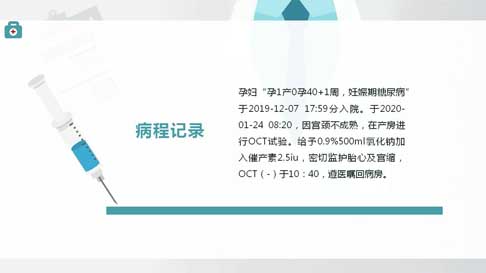 病程记录
孕妇“孕1产0孕40+1周，妊娠期糖尿病”
于2019-12-07 17:59分入院。于2020-
01-24 08:20，因宫颈不成熟，在产房进
行OCT试验。给予0.9%500ml氧化钠加
入催产素2.5iu，密切监护胎心及宫缩，
OCT（-）于10：40，遵医嘱回病房。